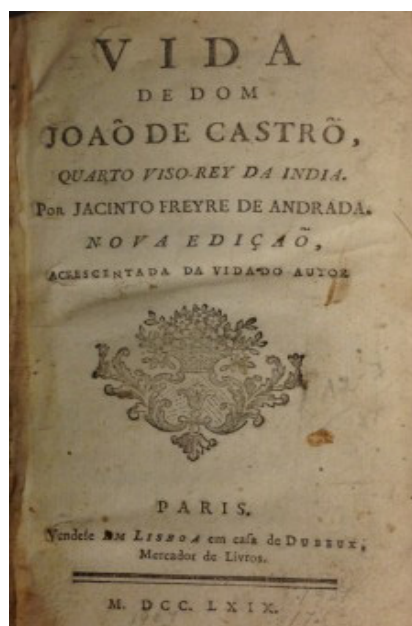 VIDA
DE DOM
JOAÕ DE CASTRÕ,
QUARTO VISO-REY DA INDIA.
Por JACINTO FREYRE DE ANDRADA.
NOVA EDIÇAÕ,
ACRESCENTADA DA VIDA DO AUTOR
PARIS.
Vendese EM LISBOA em casa de DUBEUX,
Mercador de Livros.
M. DCC. LXIX.